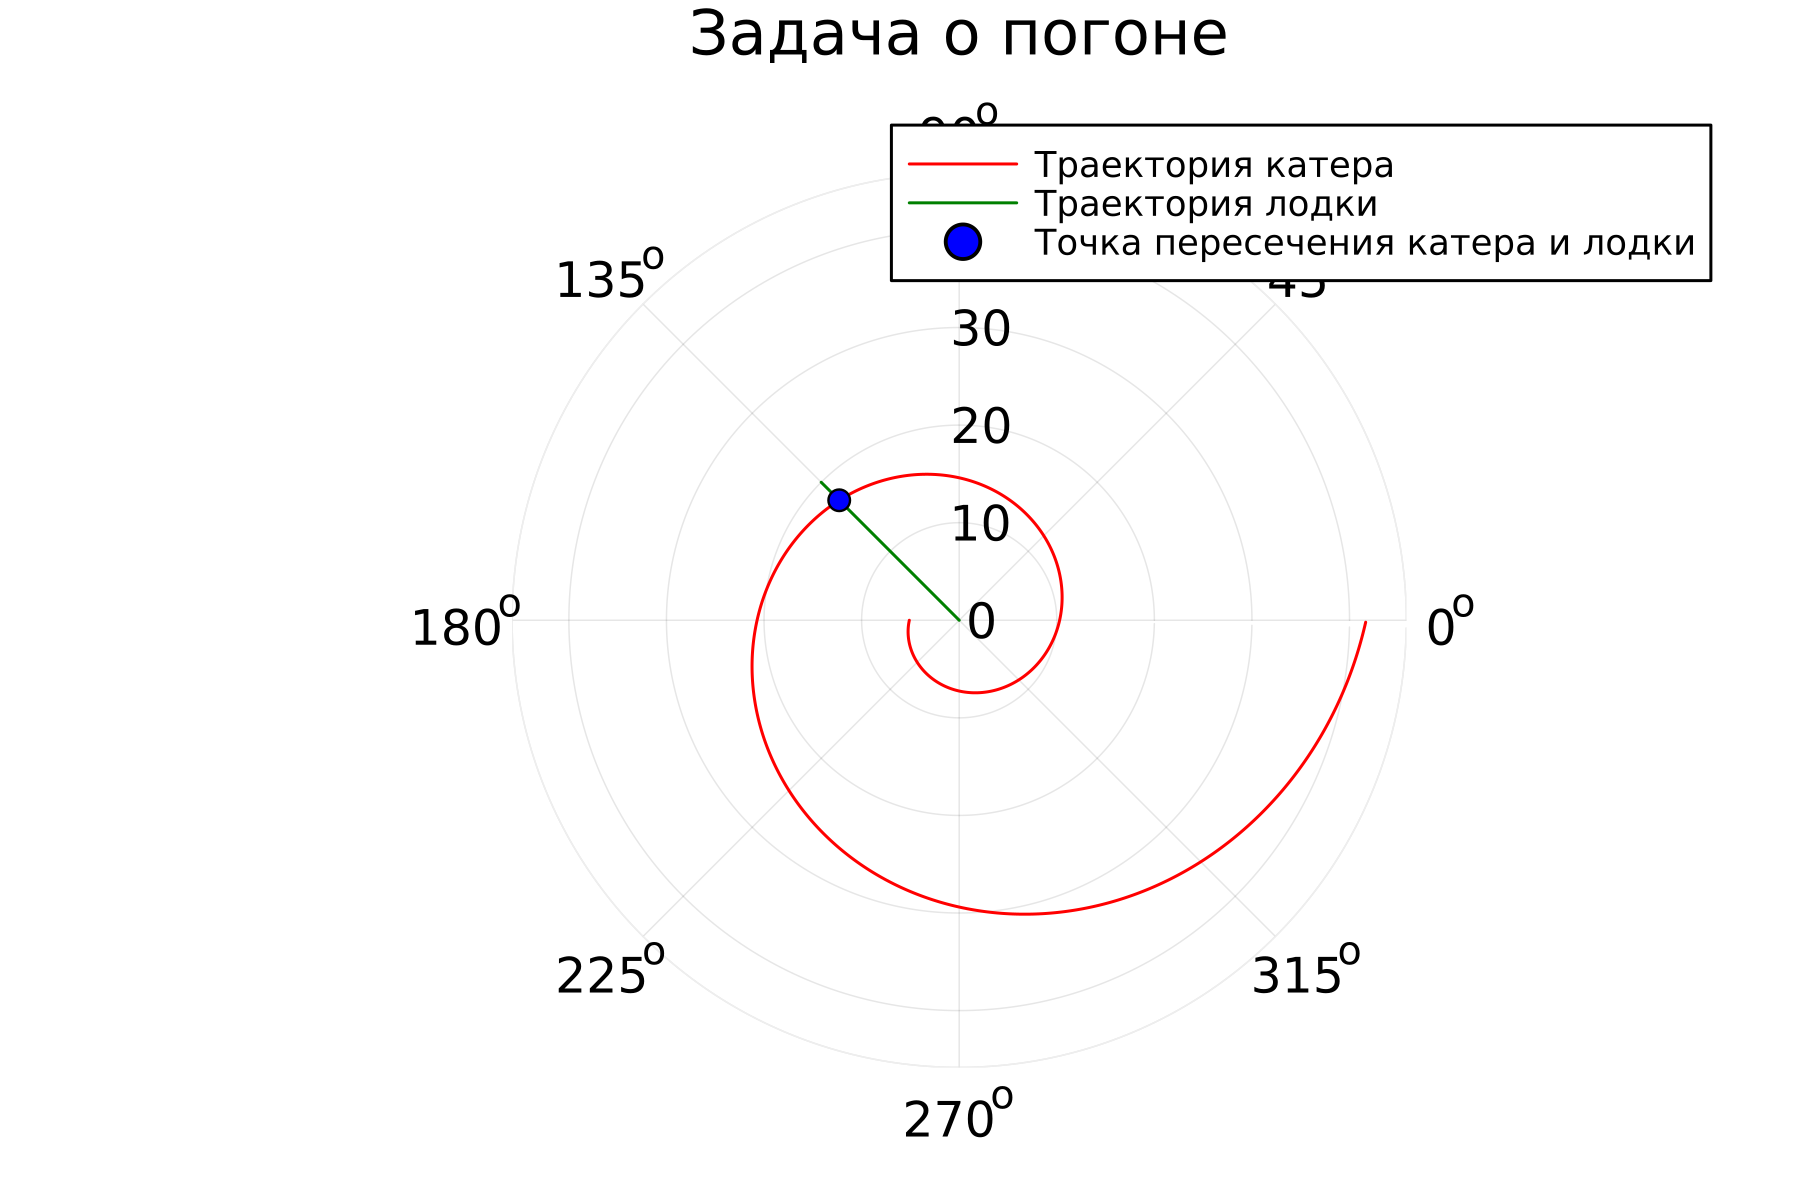 Задача о погоне
Траектория катера
Траектория лодки
Точка пересечения катера и лодки
135°
30
20
10
0
180°
0°
225°
315°
270°